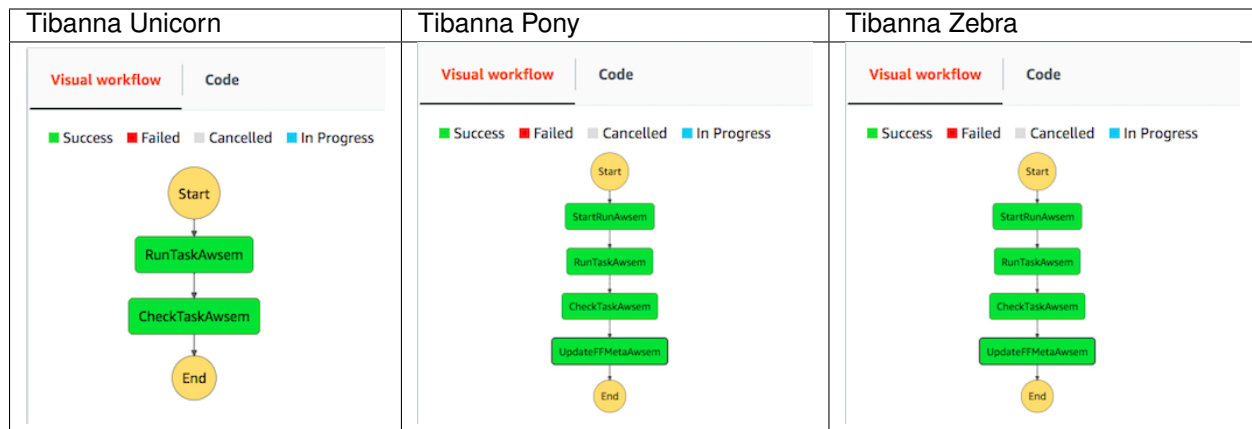 Tibanna Unicorn
Visual workflow Code
Success Failed Cancelled In Progress
Start
RunTaskAwsem
CheckTaskAwsem
End
Tibanna Pony
Visual workflow Code
Success Failed Cancelled In Progress
Start
StartRunAwsem
RunTaskAwsem
CheckTaskAwsem
UpdateFFMetaAwsem
End
Tibanna Zebra
Visual workflow Code
Success Failed Cancelled In Progress
Start
StartRunAwsem
RunTaskAwsem
CheckTaskAwsem
UpdateFFMetaAwsem
End